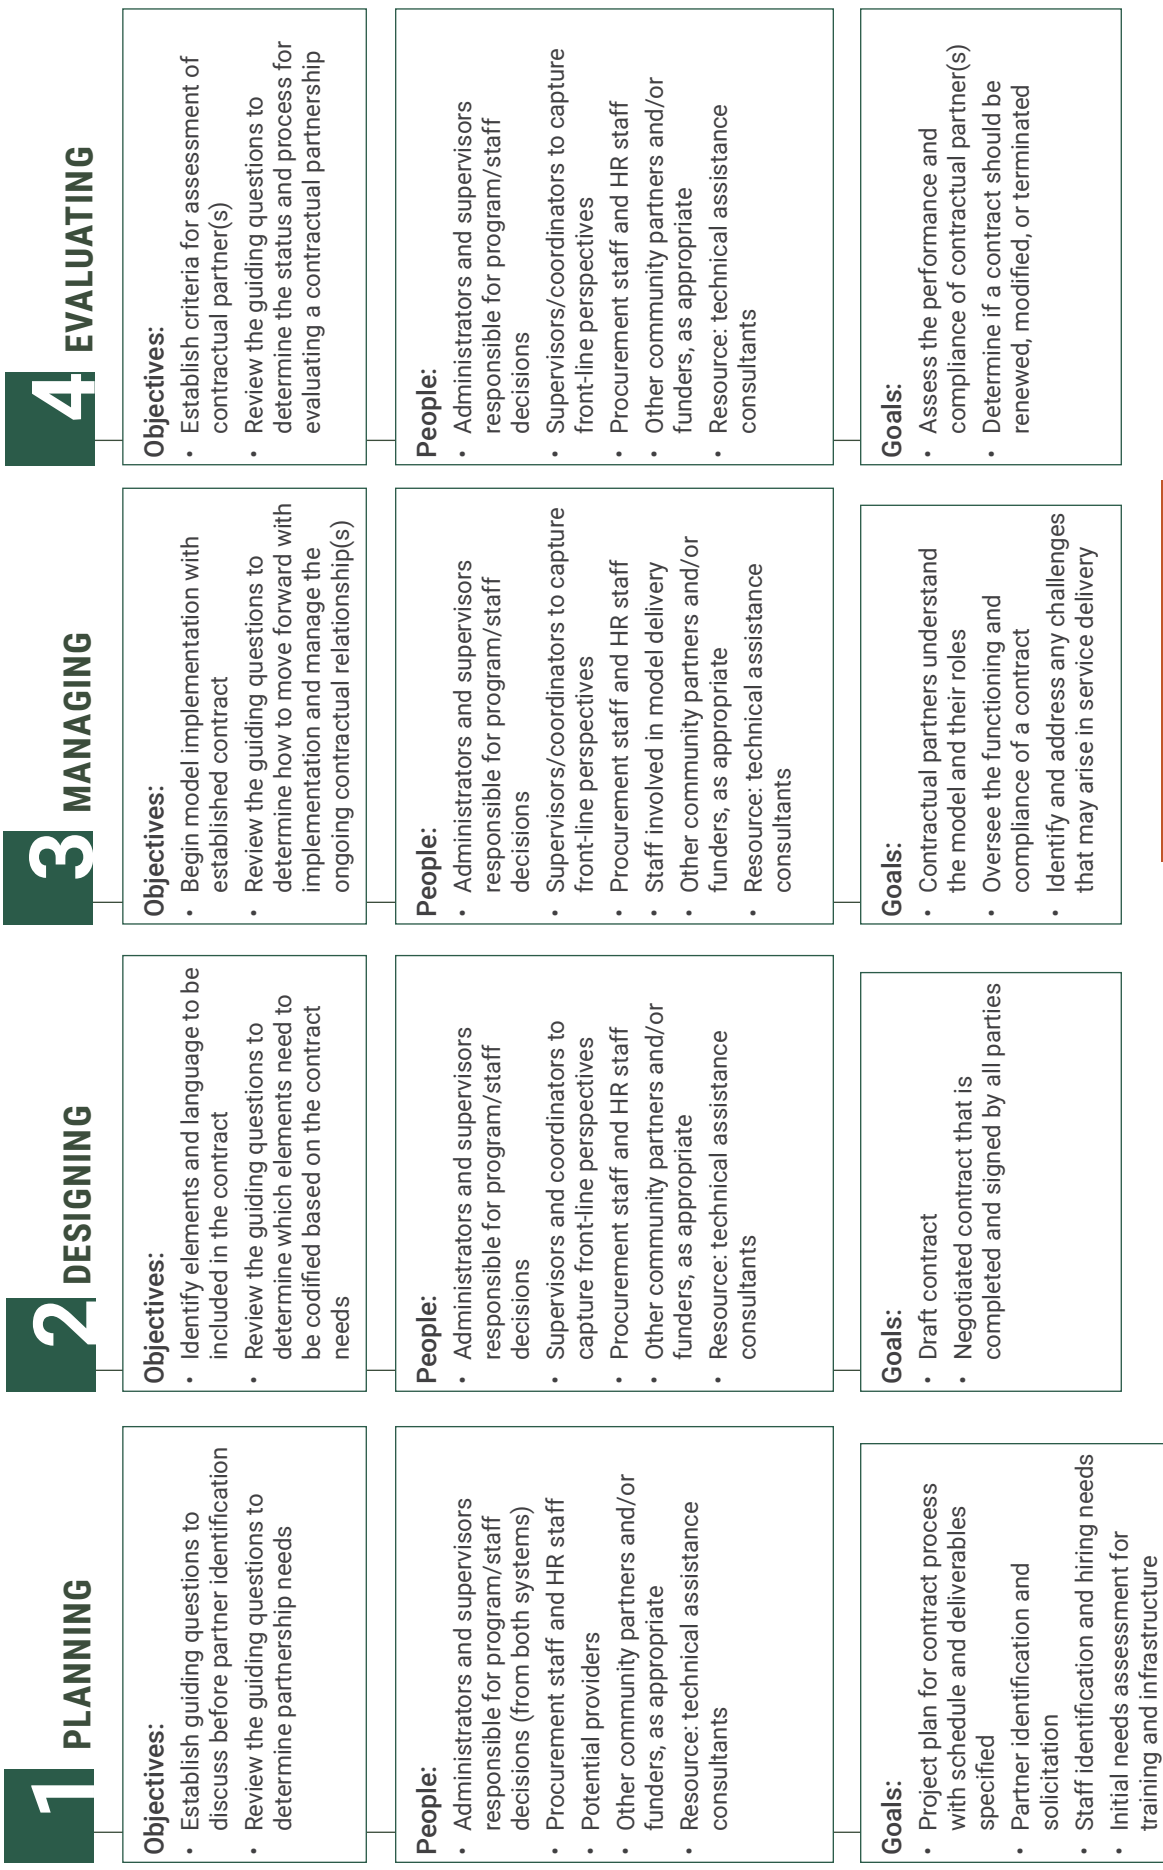 1 PLANNING
Objectives:
• Establish guiding questions to
discuss before partner identification
• Review the guiding questions to
determine partnership needs
People:
• Administrators and supervisors
responsible for program/staff
decisions (from both systems)
• Procurement staff and HR staff
• Potential providers
• Other community partners and/or
funders, as appropriate
• Resource: technical assistance
consultants
Goals:
• Project plan for contract process
with schedule and deliverables
specified
• Partner identification and
solicitation
• Staff identification and hiring needs
• Initial needs assessment for
training and infrastructure
2 DESIGNING
Objectives:
• Identify elements and language to be
included in the contract
• Review the guiding questions to
determine which elements need to
be codified based on the contract
needs
People:
• Administrators and supervisors
responsible for program/staff
decisions
• Supervisors and coordinators to
capture front-line perspectives
• Procurement staff and HR staff
• Other community partners and/or
funders, as appropriate
• Resource: technical assistance
consultants
Goals:
• Draft contract
• Negotiated contract that is
completed and signed by all parties
3 MANAGING
Objectives:
• Begin model implementation with
established contract
• Review the guiding questions to
determine how to move forward with
implementation and manage the
ongoing contractual relationship(s)
People:
• Administrators and supervisors
responsible for program/staff
decisions
• Supervisors/coordinators to capture
front-line perspectives
• Procurement staff and HR staff
• Staff involved in model delivery
• Other community partners and/or
funders, as appropriate
• Resource: technical assistance
consultants
Goals:
• Contractual partners understand
the model and their roles
• Oversee the functioning and
compliance of a contract
• Identify and address any challenges
that may arise in service delivery
4 EVALUATING
Objectives:
• Establish criteria for assessment of
contractual partner(s)
• Review the guiding questions to
determine the status and process for
evaluating a contractual partnership
People:
• Administrators and supervisors
responsible for program/staff
decisions
• Supervisors/coordinators to capture
front-line perspectives
• Procurement staff and HR staff
• Other community partners and/or
funders, as appropriate
• Resource: technical assistance
consultants
Goals:
• Assess the performance and
compliance of contractual partner(s)
• Determine if a contract should be
renewed, modified, or terminated